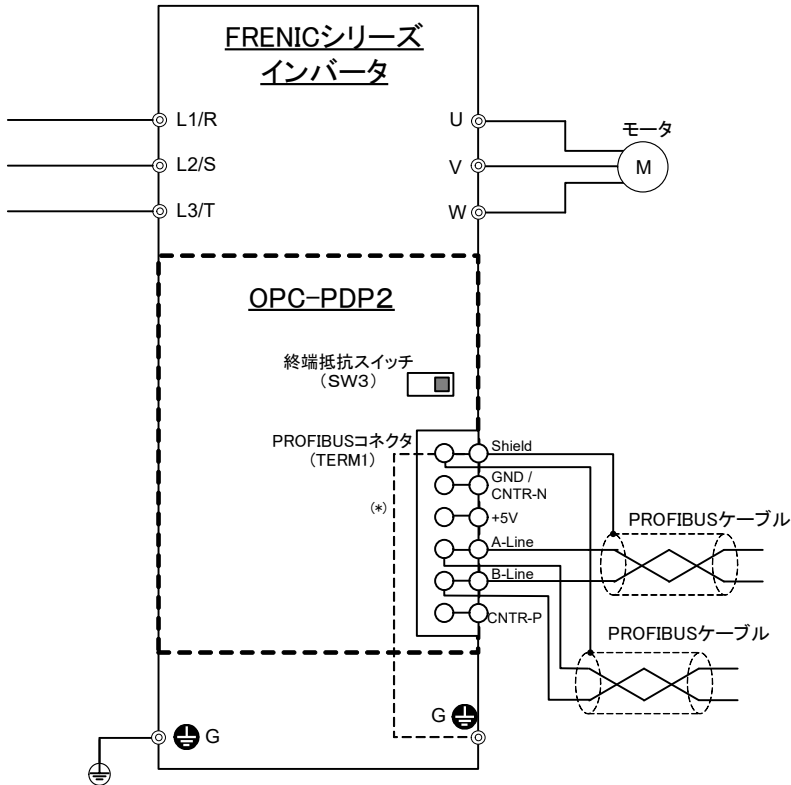 FRENICシリーズ
インバータ
L1/R
L2/S
L3/T
U
V
W
モータ
M
OPC-PDP2
終端抵抗スイッチ
(SW3)
PROFIBUSコネクタ
(TERM1)
(*)
Shield
GND /
CNTR-N
+5V
A-Line
B-Line
CNTR-P
PROFIBUSケーブル
PROFIBUSケーブル
G
G